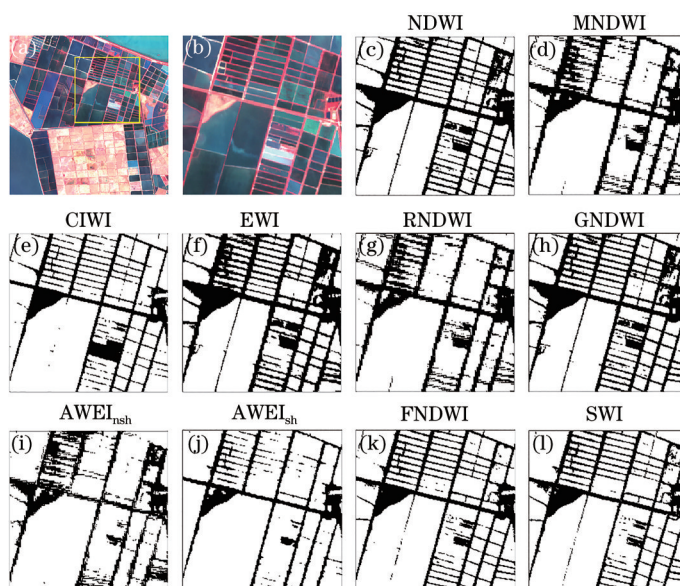 NDWI MNDWI
(a) (b) (c) (d)
CIWI EWI RNDWI GNDWI
(e) (f) (g) (h)
AWEInsh AWEIsh FNDWI SWI
(i) (j) (k) (l)